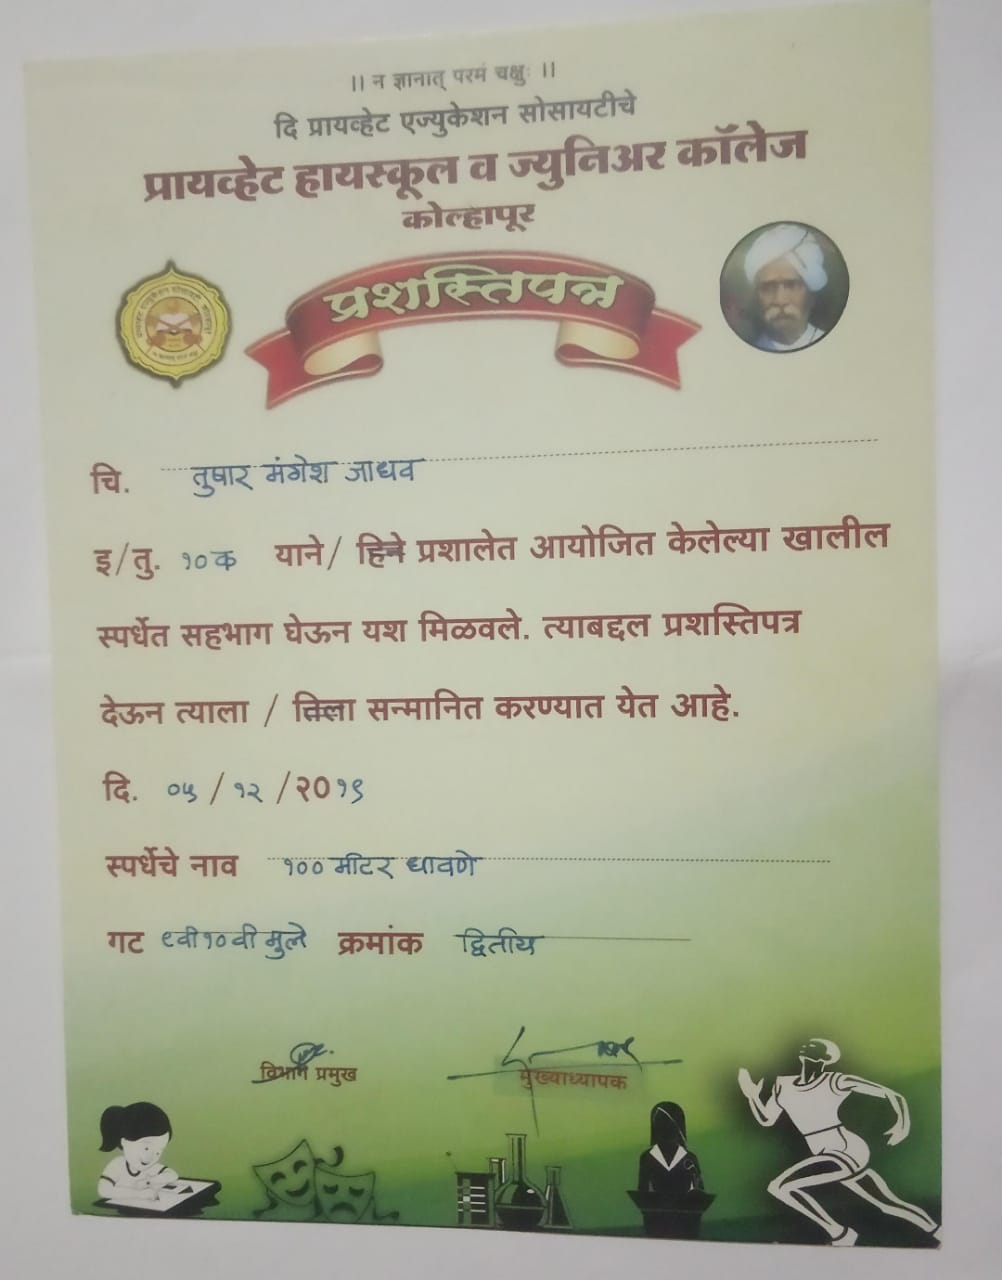 ।। न ज्ञानात् परमं चक्षुः ।।
दि प्रायव्हेट एज्युकेशन सोसायटीचे
प्रायव्हेट हायस्कूल व ज्युनिअर कॉलेज
कोल्हापूर
प्रशस्तिपत्र
चि. तुषार मंगेश जाधव
इ/तु. १०क याने/ हिने प्रशालेत आयोजित केलेल्या खालील
स्पर्धेत सहभाग घेऊन यश मिळवले. त्याबद्दल प्रशस्तिपत्र
देऊन त्याला / तिला सन्मानित करण्यात येत आहे.
दि. ०५ / १२ / २०१९
स्पर्धेचे नाव १०० मीटर धावणे
गट ९वी १०वी मुले क्रमांक द्वितीय
विभाग प्रमुख मुख्याध्यापक